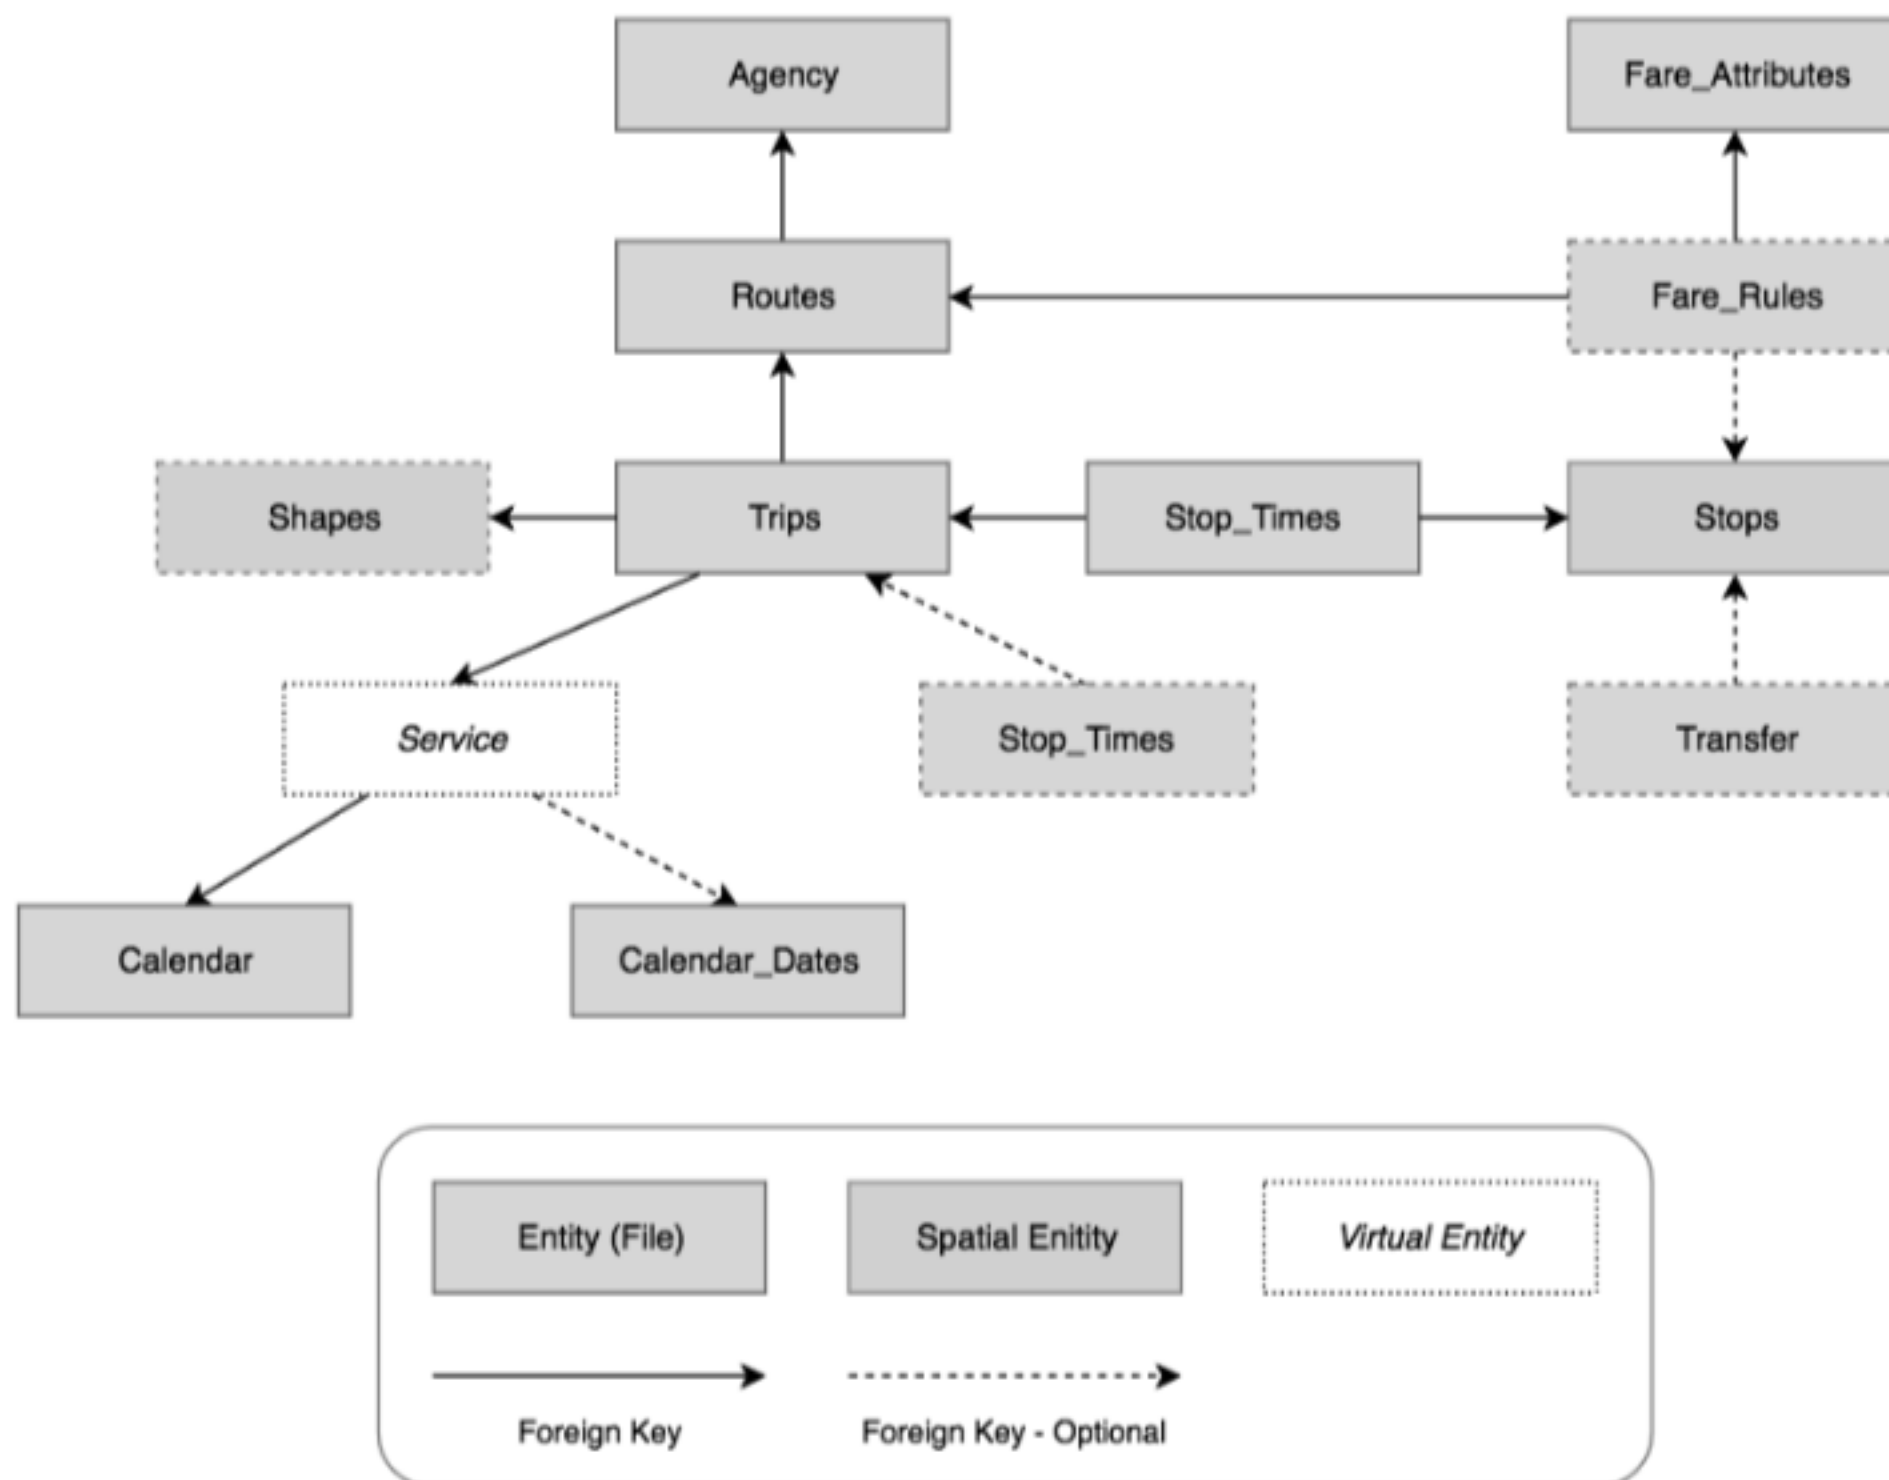 Agency
Fare_Attributes
Routes
Fare_Rules
Shapes
Trips
Stop_Times
Stops
Service
Stop_Times
Transfer
Calendar
Calendar_Dates
Entity (File)
Spatial Enitity
Virtual Entity
Foreign Key
Foreign Key - Optional